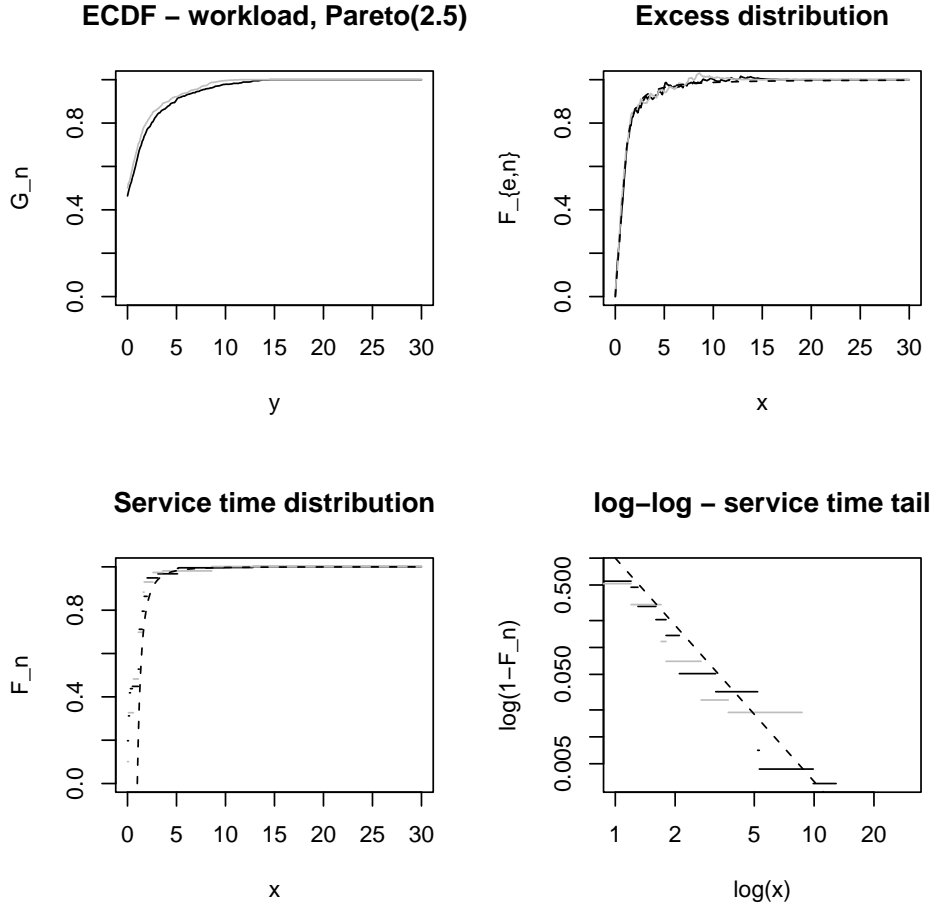 ECDF – workload, Pareto(2.5)
G_n
0.0 0.4 0.8
0 5 10 15 20 25 30
y
Excess distribution
F_{e,n}
0.0 0.4 0.8
0 5 10 15 20 25 30
x
Service time distribution
F_n
0.0 0.4 0.8
0 5 10 15 20 25 30
x
log–log – service time tail
log(1−F_n)
0.005 0.050 0.500
1 2 5 10 20
log(x)